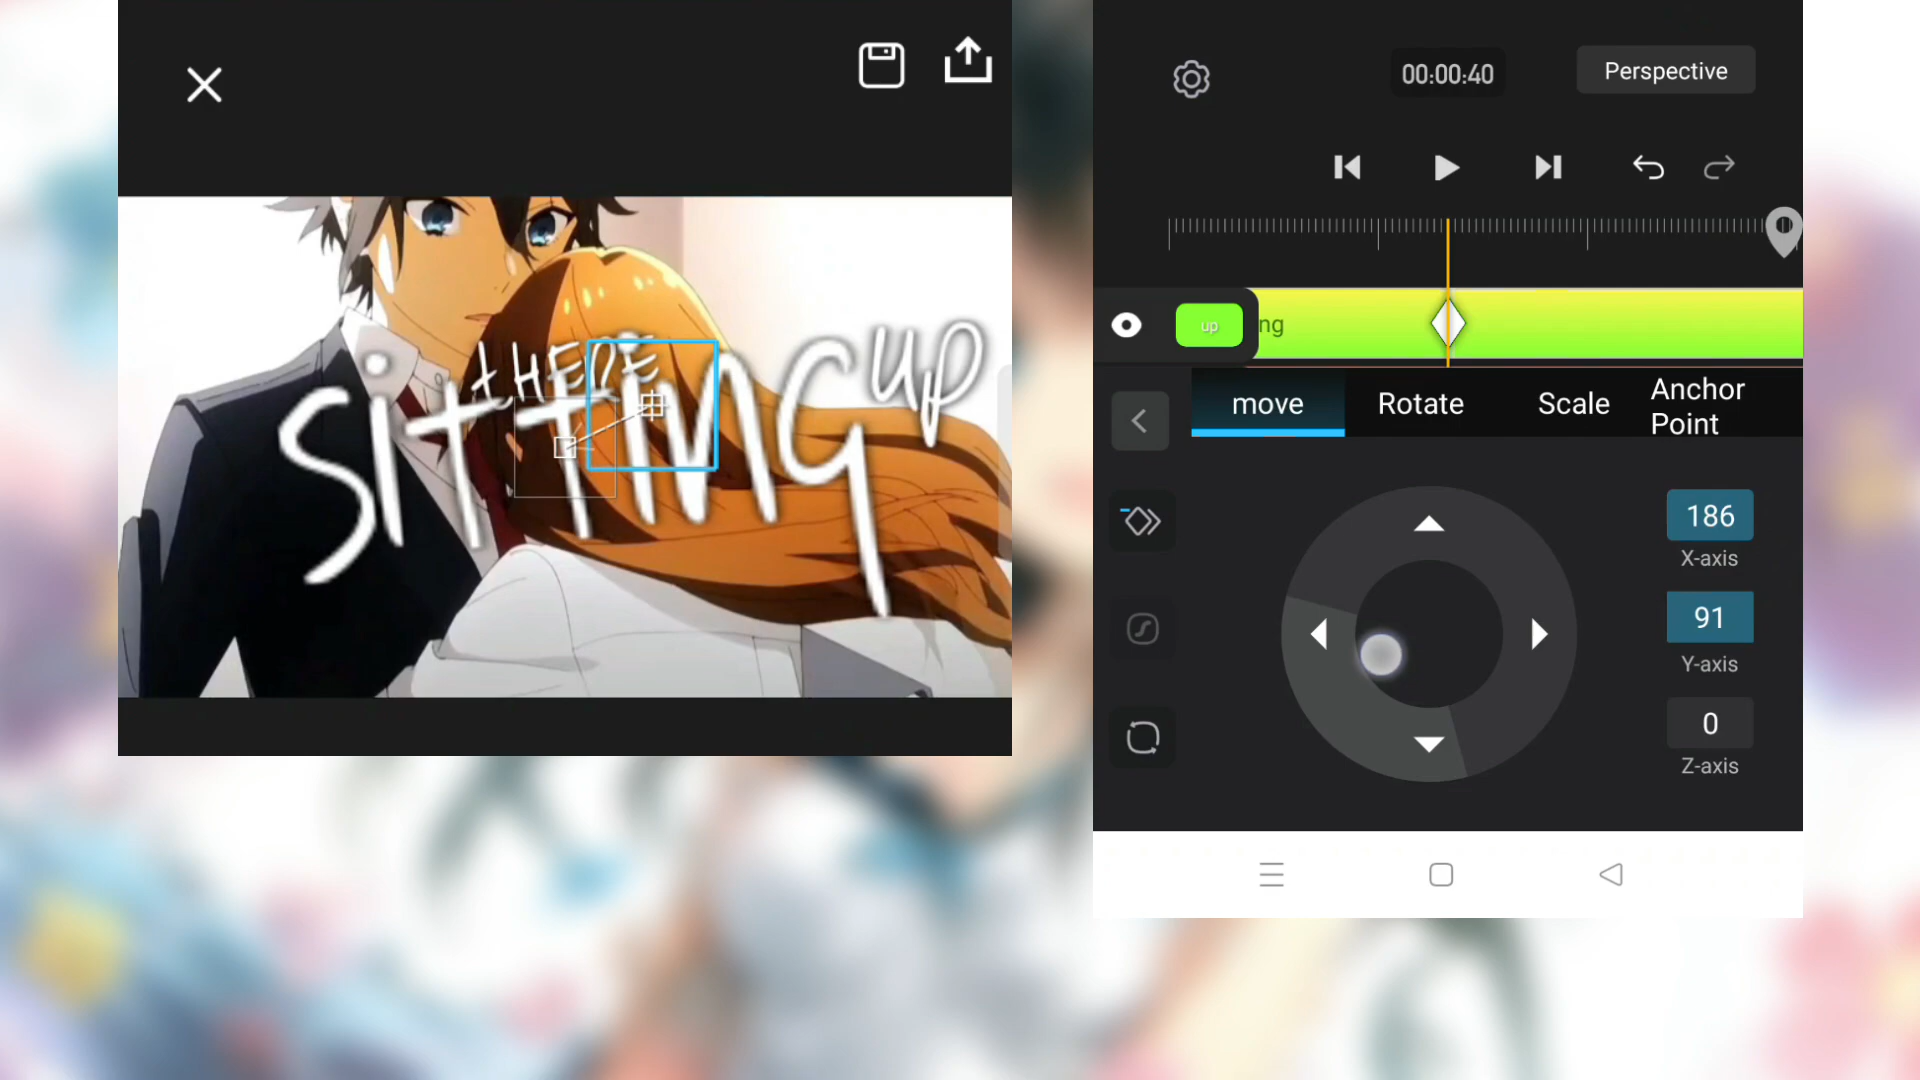 tHERE
sitting
up
00:00:40
Perspective
up
ng
move
Rotate
Scale
Anchor
Point
186
X-axis
91
Y-axis
0
Z-axis